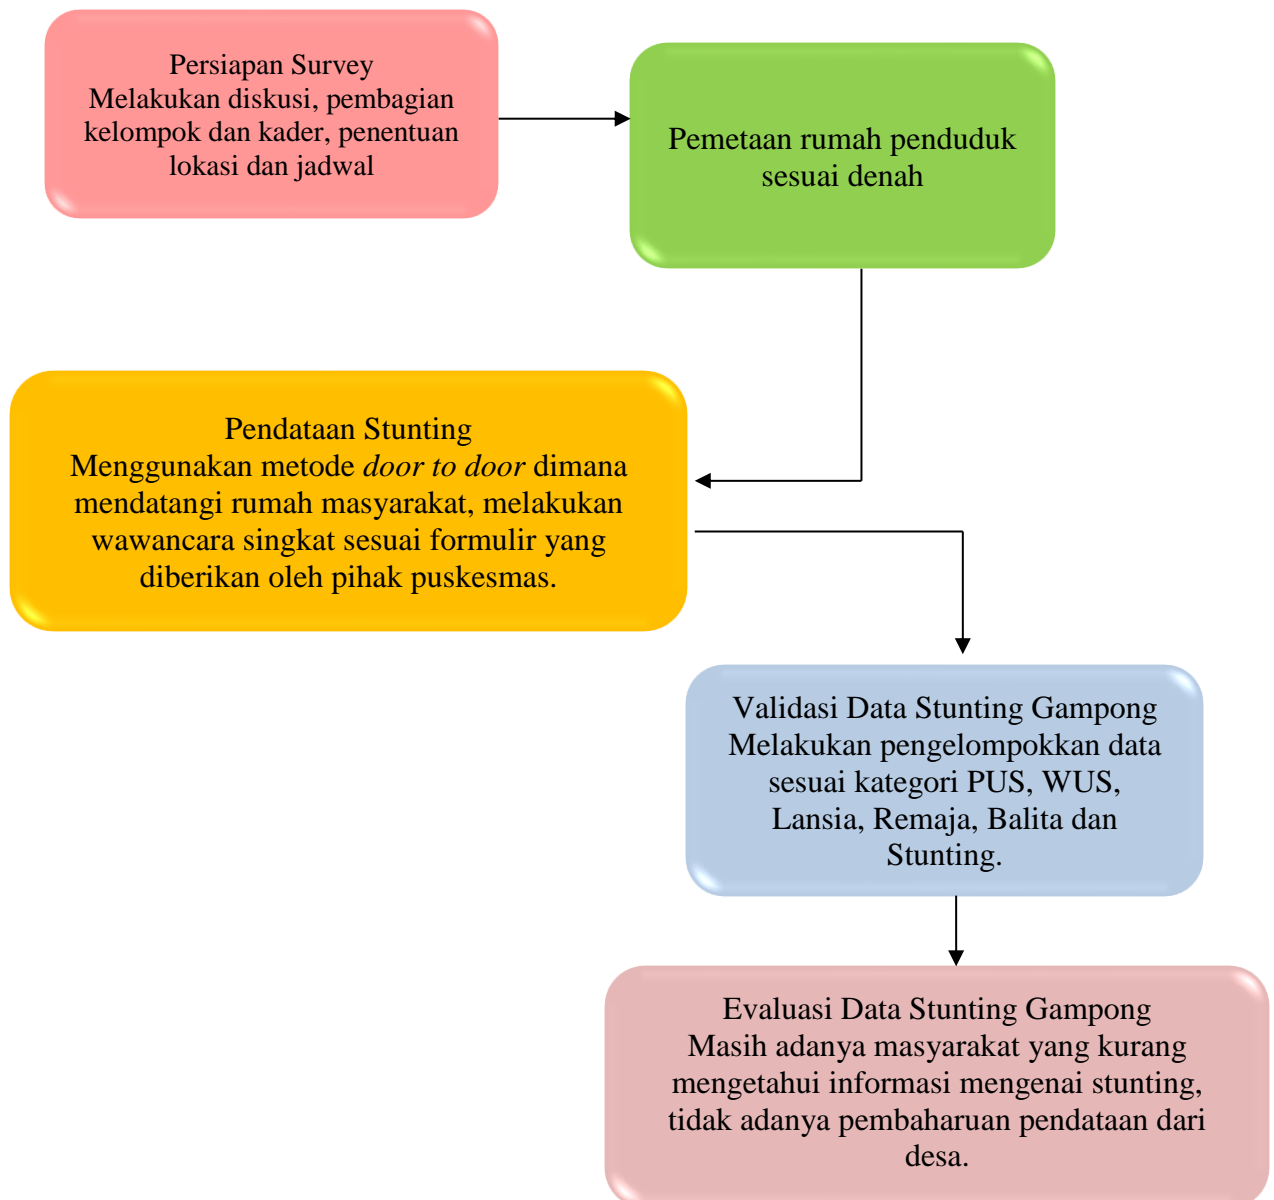 Persiapan Survey
Melakukan diskusi, pembagian
kelompok dan kader, penentuan
lokasi dan jadwal
Pemetaan rumah penduduk
sesuai denah
Pendataan Stunting
Menggunakan metode door to door dimana
mendatangi rumah masyarakat, melakukan
wawancara singkat sesuai formulir yang
diberikan oleh pihak puskesmas.
Validasi Data Stunting Gampong
Melakukan pengelompokkan data
sesuai kategori PUS, WUS,
Lansia, Remaja, Balita dan
Stunting.
Evaluasi Data Stunting Gampong
Masih adanya masyarakat yang kurang
mengetahui informasi mengenai stunting,
tidak adanya pembaharuan pendataan dari
desa.